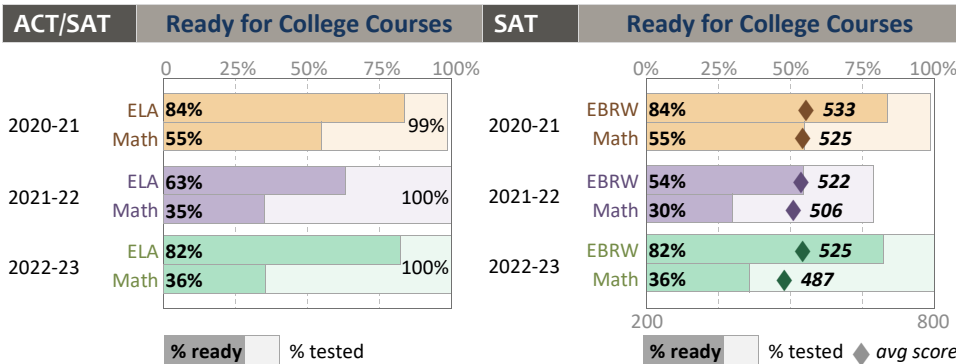 ACT/SAT Ready for College Courses
0 25% 50% 75% 100%
2020-21
ELA 84%
Math 55%
99%
2021-22
ELA 63%
Math 35%
100%
2022-23
ELA 82%
Math 36%
100%
% ready % tested
SAT Ready for College Courses
0% 25% 50% 75% 100%
2020-21
EBRW 84% 533
Math 55% 525
2021-22
EBRW 54% 522
Math 30% 506
2022-23
EBRW 82% 525
Math 36% 487
200 800
% ready % tested avg score